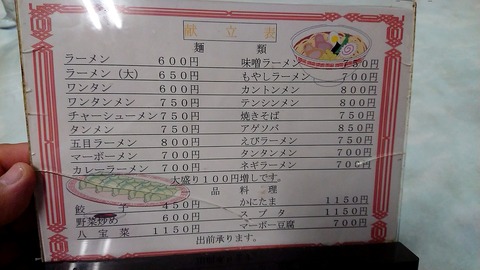 献立表
麺類
ラーメン 600円 味噌ラーメン 750円
ラーメン(大) 650円 もやしラーメン 700円
ワンタン 600円 カントンメン 800円
ワンタンメン 750円 テンシンメン 800円
チャーシューメン 750円 焼きそば 750円
タンメン 750円 アゲソバ 850円
五目ラーメン 800円 えびラーメン 750円
マーボーメン 700円 タンタンメン 700円
カレーラーメン 700円 ネギラーメン 700円
大盛り100円増しです。
品料理
餃子 450円 かにたま 1150円
野菜炒め 600円 スブタ 1150円
八宝菜 1150円 マーボー豆腐 700円
出前承ります。